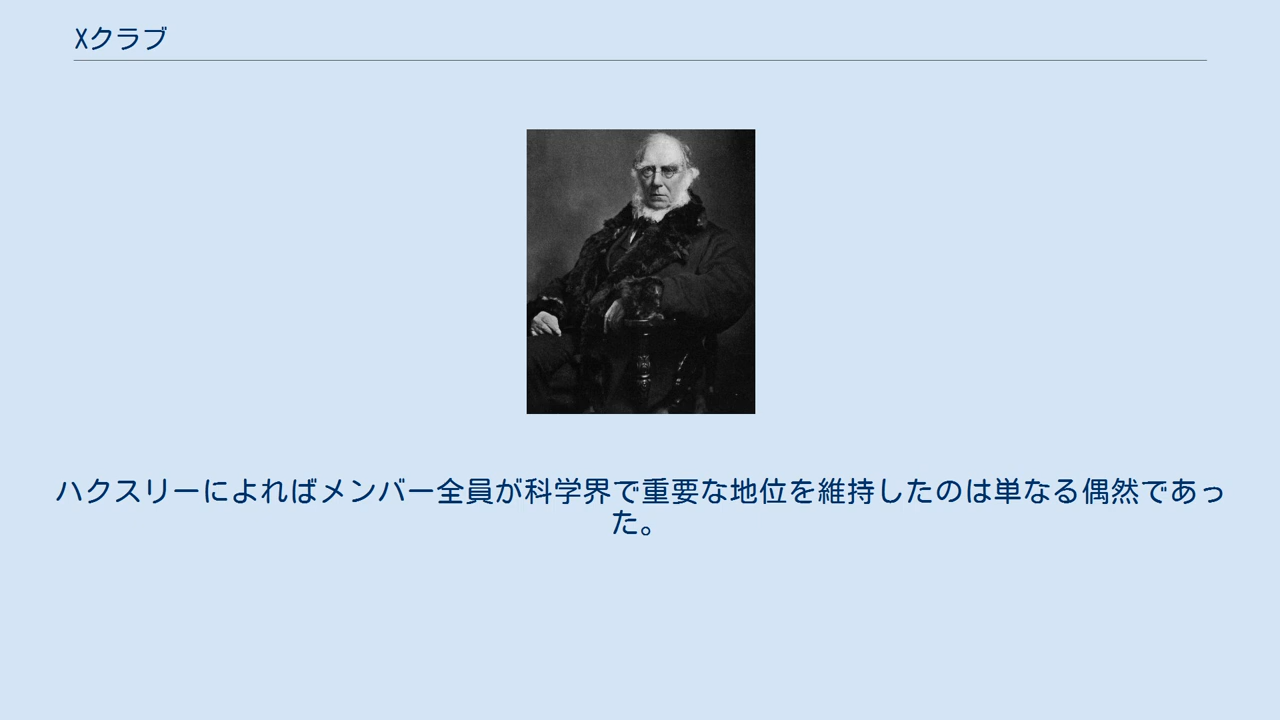 Xクラブ
ハクスリーによればメンバー全員が科学界で重要な地位を維持したのは単なる偶然であっ
た。